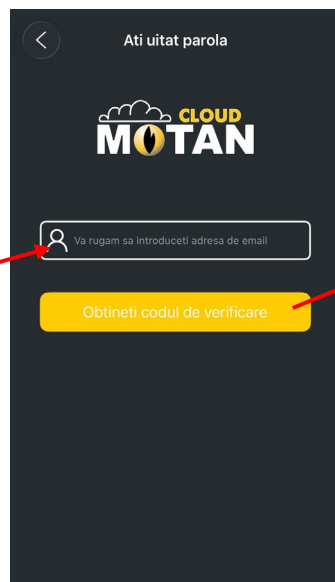 Ati uitat parola
CLOUD
MOTAN
Va rugam sa introduceti adresa de email
Obtineti codul de verificare